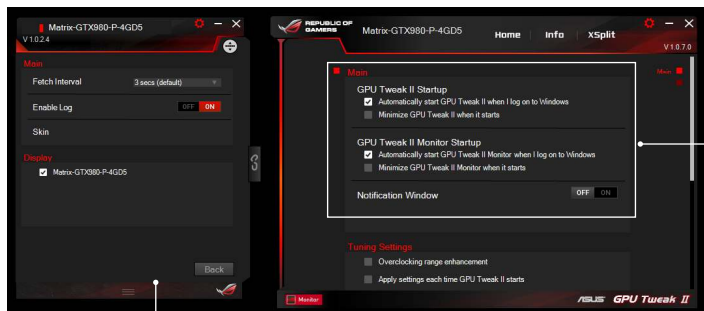 Matrix-GTX980-P-4GD5
V 1.0.2.4
Main
Fetch Interval 3 secs (default)
Enable Log OFF ON
Skin
Display
Matrix-GTX980-P-4GD5
Back
REPUBLIC OF
GAMERS
Matrix-GTX980-P-4GD5 Home Info XSplit
V 1.0.7.0
Main
Main
GPU Tweak II Startup
Automatically start GPU Tweak II when I log on to Windows
Minimize GPU Tweak II when it starts
GPU Tweak II Monitor Startup
Automatically start GPU Tweak II Monitor when I log on to Windows
Minimize GPU Tweak II Monitor when it starts
Notification Window OFF ON
Tuning Settings
Overclocking range enhancement
Apply settings each time GPU Tweak II starts
Monitor
ASUS GPU Tweak II